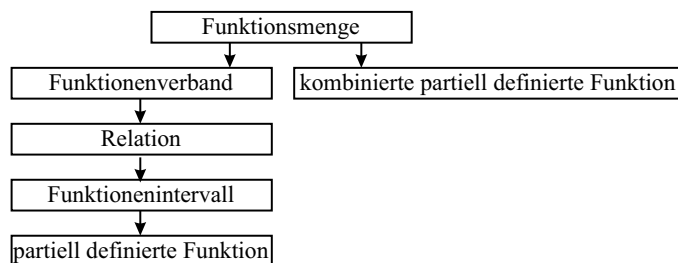 Funktionsmenge
Funktionenverband
kombinierte partiell definierte Funktion
Relation
Funktionenintervall
partiell definierte Funktion